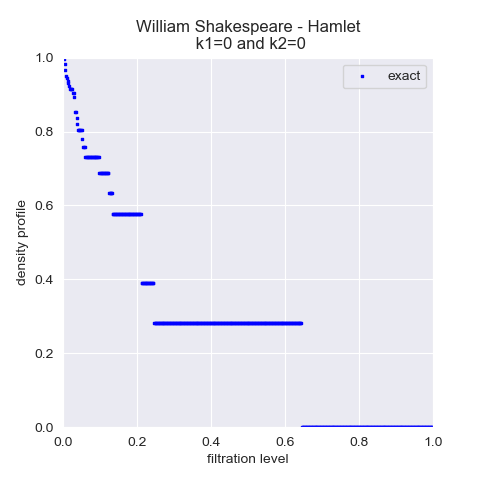 William Shakespeare - Hamlet
k1=0 and k2=0
exact
density profile
1.0
0.8
0.6
0.4
0.2
0.0
0.0 0.2 0.4 0.6 0.8 1.0
filtration level